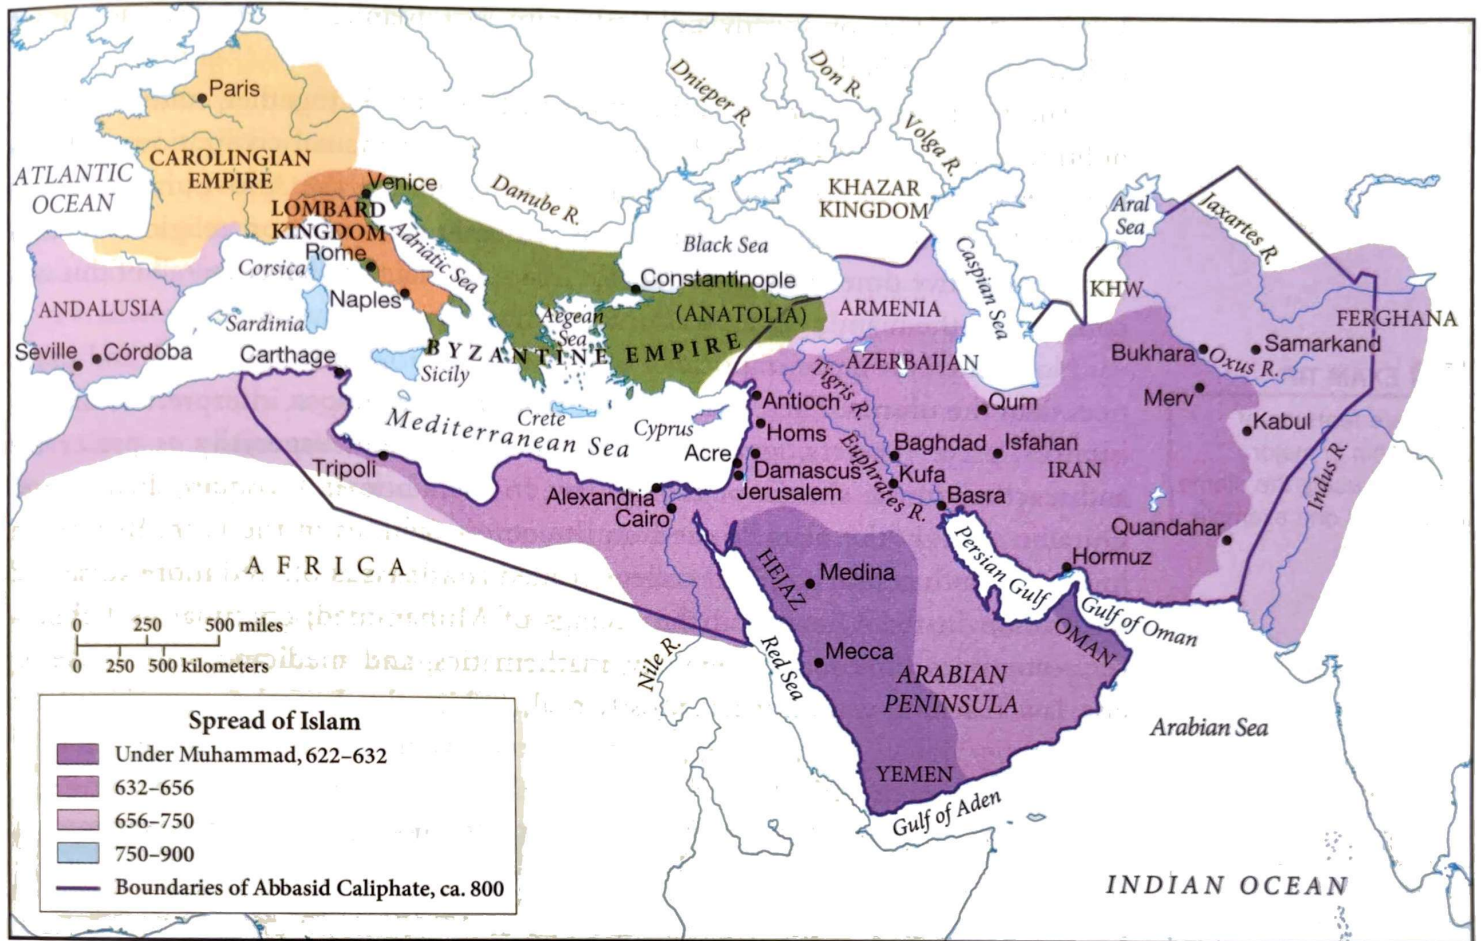 Paris
CAROLINGIAN
EMPIRE
ATLANTIC
OCEAN
Venice
LOMBARD
KINGDOM
Rome
Adriatic Sea
Corsica
Naples
Sardinia
ANDALUSIA
Seville
Córdoba
Carthage
Sicily
Danube R.
Dnieper R.
Don R.
Volga R.
KHAZAR
KINGDOM
Black Sea
Constantinople
(ANATOLIA)
Aegean
Sea
BYZANTINE EMPIRE
Crete
Cyprus
Mediterranean Sea
Tripoli
Alexandria
Cairo
AFRICA
Nile R.
ARMENIA
AZERBAIJAN
Caspian Sea
Aral
Sea
Jaxartes R.
KHW
FERGHANA
Bukhara
Oxus R.
Samarkand
Merv
Kabul
Indus R.
Quandahar
Tigris R.
Euphrates R.
Antioch
Homs
Acre
Damascus
Jerusalem
Baghdad
Kufa
Basra
Qum
Isfahan
IRAN
Hormuz
Persian Gulf
Gulf of Oman
OMAN
HEJAZ
Medina
Mecca
Red Sea
ARABIAN
PENINSULA
YEMEN
Gulf of Aden
Arabian Sea
INDIAN OCEAN
0 250 500 miles
0 250 500 kilometers
Spread of Islam
Under Muhammad, 622–632
632–656
656–750
750–900
Boundaries of Abbasid Caliphate, ca. 800